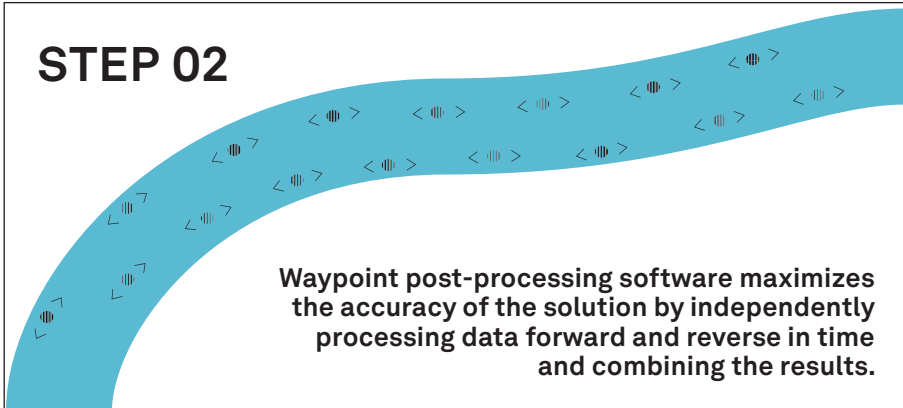 STEP 02
Waypoint post-processing software maximizes
the accuracy of the solution by independently
processing data forward and reverse in time
and combining the results.